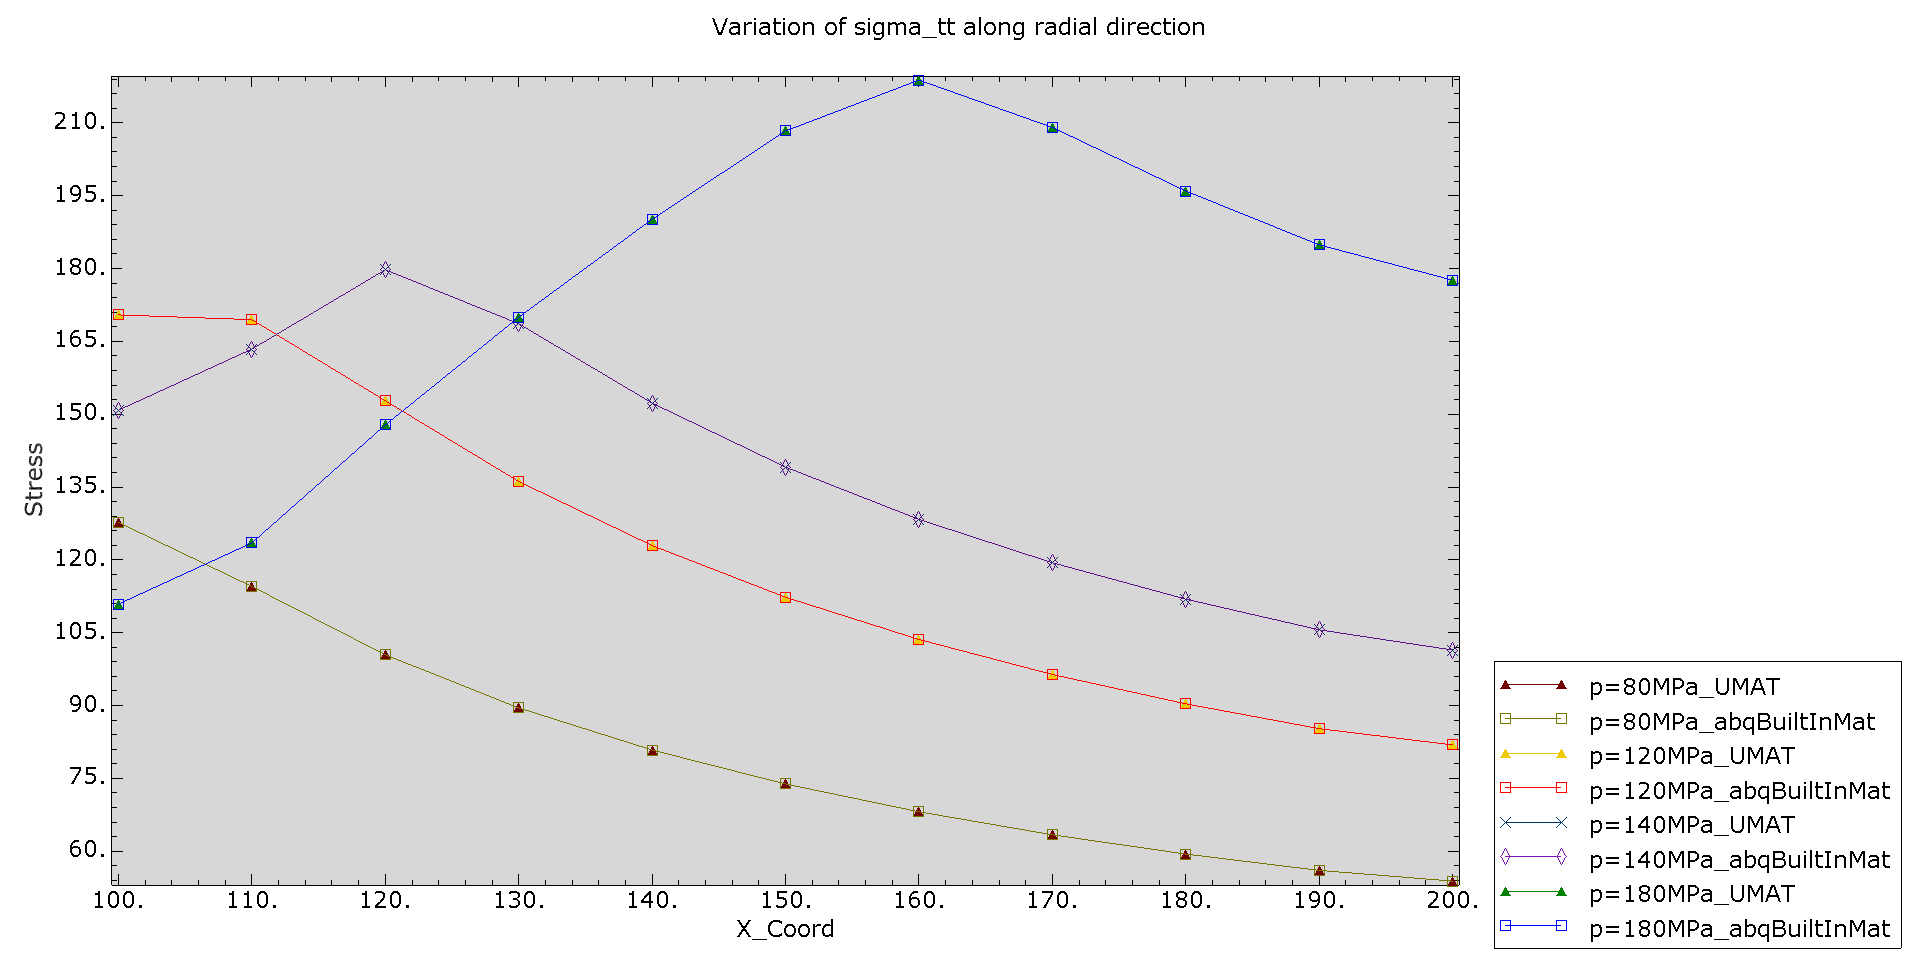 Variation of sigma_tt along radial direction
210.
195.
180.
165.
150.
135.
120.
105.
90.
75.
60.
Stress
100. 110. 120. 130. 140. 150. 160. 170. 180. 190. 200.
X_Coord
p=80MPa_UMAT
p=80MPa_abqBuiltInMat
p=120MPa_UMAT
p=120MPa_abqBuiltInMat
p=140MPa_UMAT
p=140MPa_abqBuiltInMat
p=180MPa_UMAT
p=180MPa_abqBuiltInMat